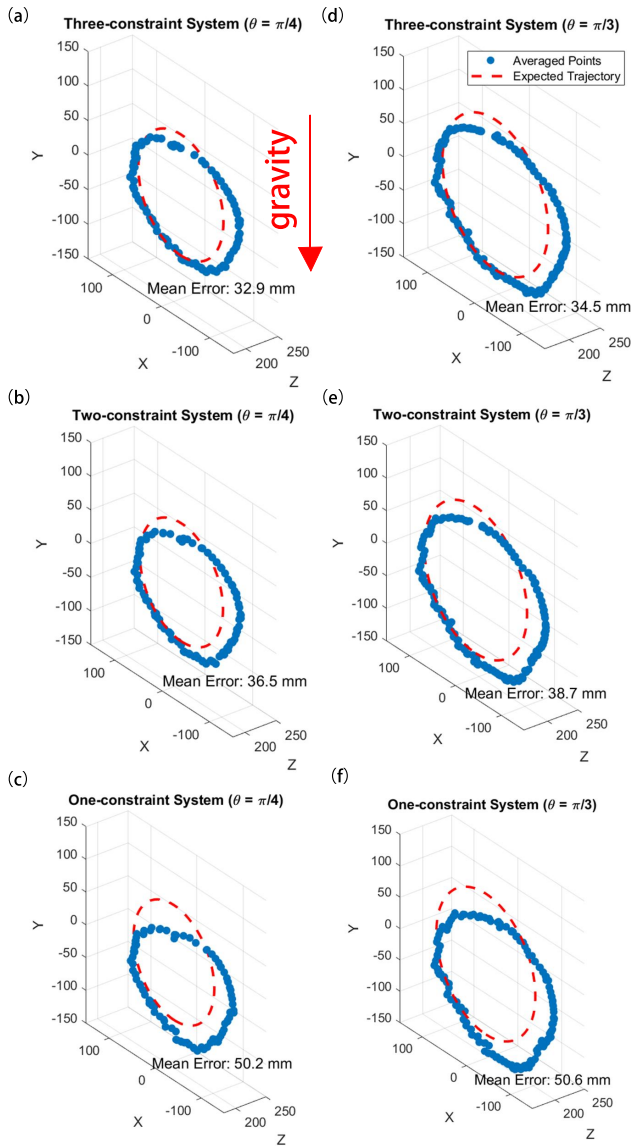 (a)
Three-constraint System (θ = π/4)
150
100
50
0
-50
-100
-150
Y
100
0
-100
X
200
250
Z
Mean Error: 32.9 mm
gravity
(d)
Three-constraint System (θ = π/3)
Averaged Points
Expected Trajectory
150
100
50
0
-50
-100
-150
Y
100
0
-100
X
200
250
Z
Mean Error: 34.5 mm
(b)
Two-constraint System (θ = π/4)
150
100
50
0
-50
-100
-150
Y
100
0
-100
X
200
250
Z
Mean Error: 36.5 mm
(e)
Two-constraint System (θ = π/3)
150
100
50
0
-50
-100
-150
Y
100
0
-100
X
200
250
Z
Mean Error: 38.7 mm
(c)
One-constraint System (θ = π/4)
150
100
50
0
-50
-100
-150
Y
100
0
-100
X
200
250
Z
Mean Error: 50.2 mm
(f)
One-constraint System (θ = π/3)
150
100
50
0
-50
-100
-150
Y
100
0
-100
X
200
250
Z
Mean Error: 50.6 mm